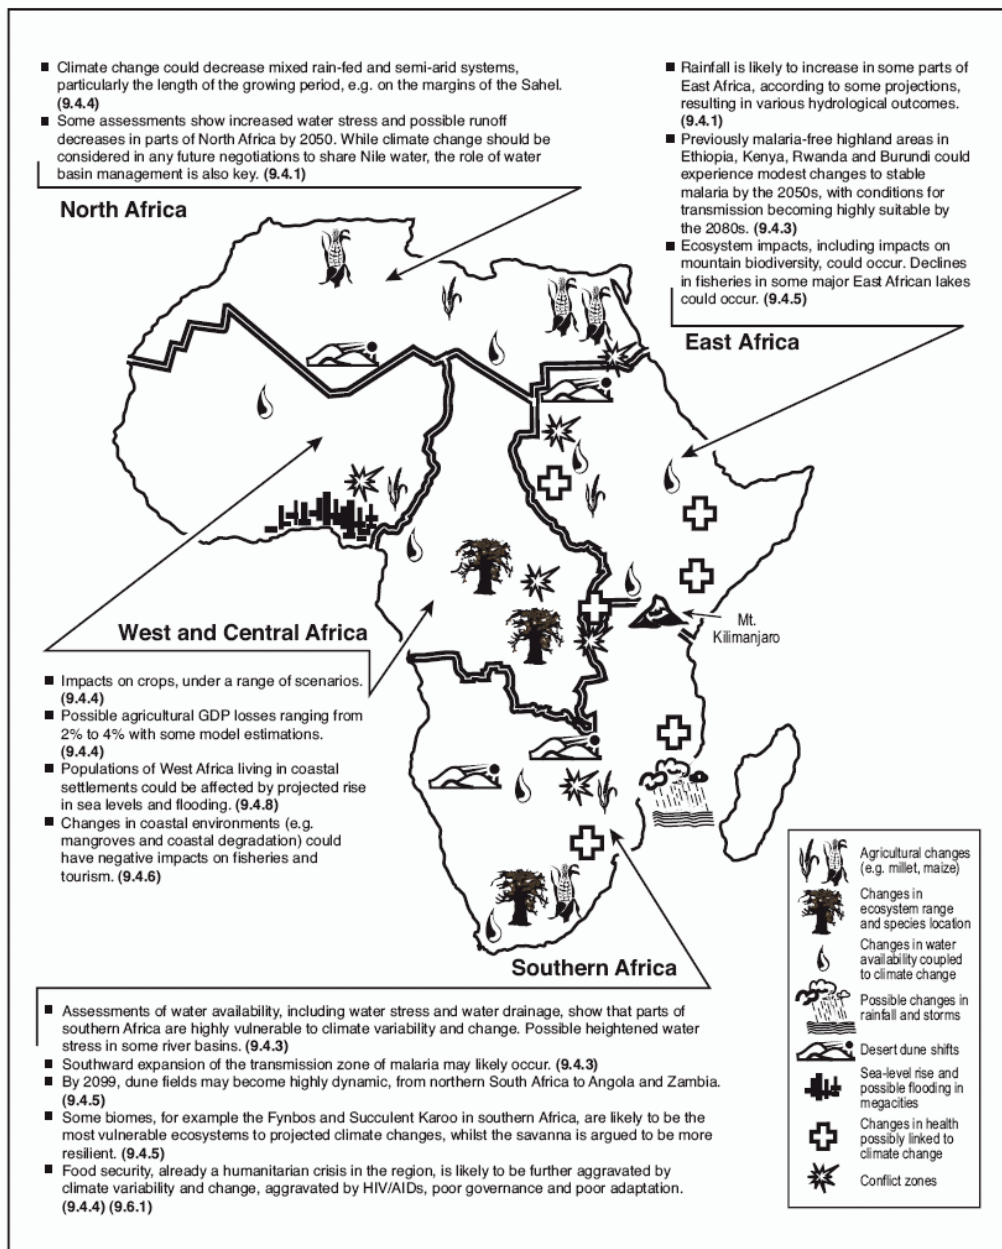 ■ Climate change could decrease mixed rain-fed and semi-arid systems,
particularly the length of the growing period, e.g. on the margins of the Sahel.
(9.4.4)
■ Some assessments show increased water stress and possible runoff
decreases in parts of North Africa by 2050. While climate change should be
considered in any future negotiations to share Nile water, the role of water
basin management is also key. (9.4.1)
North Africa
■ Rainfall is likely to increase in some parts of
East Africa, according to some projections,
resulting in various hydrological outcomes.
(9.4.1)
■ Previously malaria-free highland areas in
Ethiopia, Kenya, Rwanda and Burundi could
experience modest changes to stable
malaria by the 2050s, with conditions for
transmission becoming highly suitable by
the 2080s. (9.4.3)
■ Ecosystem impacts, including impacts on
mountain biodiversity, could occur. Declines
in fisheries in some major East African lakes
could occur. (9.4.5)
East Africa
Mt.
Kilimanjaro
West and Central Africa
■ Impacts on crops, under a range of scenarios.
(9.4.4)
■ Possible agricultural GDP losses ranging from
2% to 4% with some model estimations.
(9.4.4)
■ Populations of West Africa living in coastal
settlements could be affected by projected rise
in sea levels and flooding. (9.4.8)
■ Changes in coastal environments (e.g.
mangroves and coastal degradation) could
have negative impacts on fisheries and
tourism. (9.4.6)
Agricultural changes
(e.g. millet, maize)
Changes in
ecosystem range
and species location
Changes in water
availability coupled
to climate change
Possible changes in
rainfall and storms
Desert dune shifts
Sea-level rise and
possible flooding in
megacities
Changes in health
possibly linked to
climate change
Conflict zones
Southern Africa
■ Assessments of water availability, including water stress and water drainage, show that parts of
southern Africa are highly vulnerable to climate variability and change. Possible heightened water
stress in some river basins. (9.4.3)
■ Southward expansion of the transmission zone of malaria may likely occur. (9.4.3)
■ By 2099, dune fields may become highly dynamic, from northern South Africa to Angola and Zambia.
(9.4.5)
■ Some biomes, for example the Fynbos and Succulent Karoo in southern Africa, are likely to be the
most vulnerable ecosystems to projected climate changes, whilst the savanna is argued to be more
resilient. (9.4.5)
■ Food security, already a humanitarian crisis in the region, is likely to be further aggravated by
climate variability and change, aggravated by HIV/AIDs, poor governance and poor adaptation.
(9.4.4) (9.6.1)